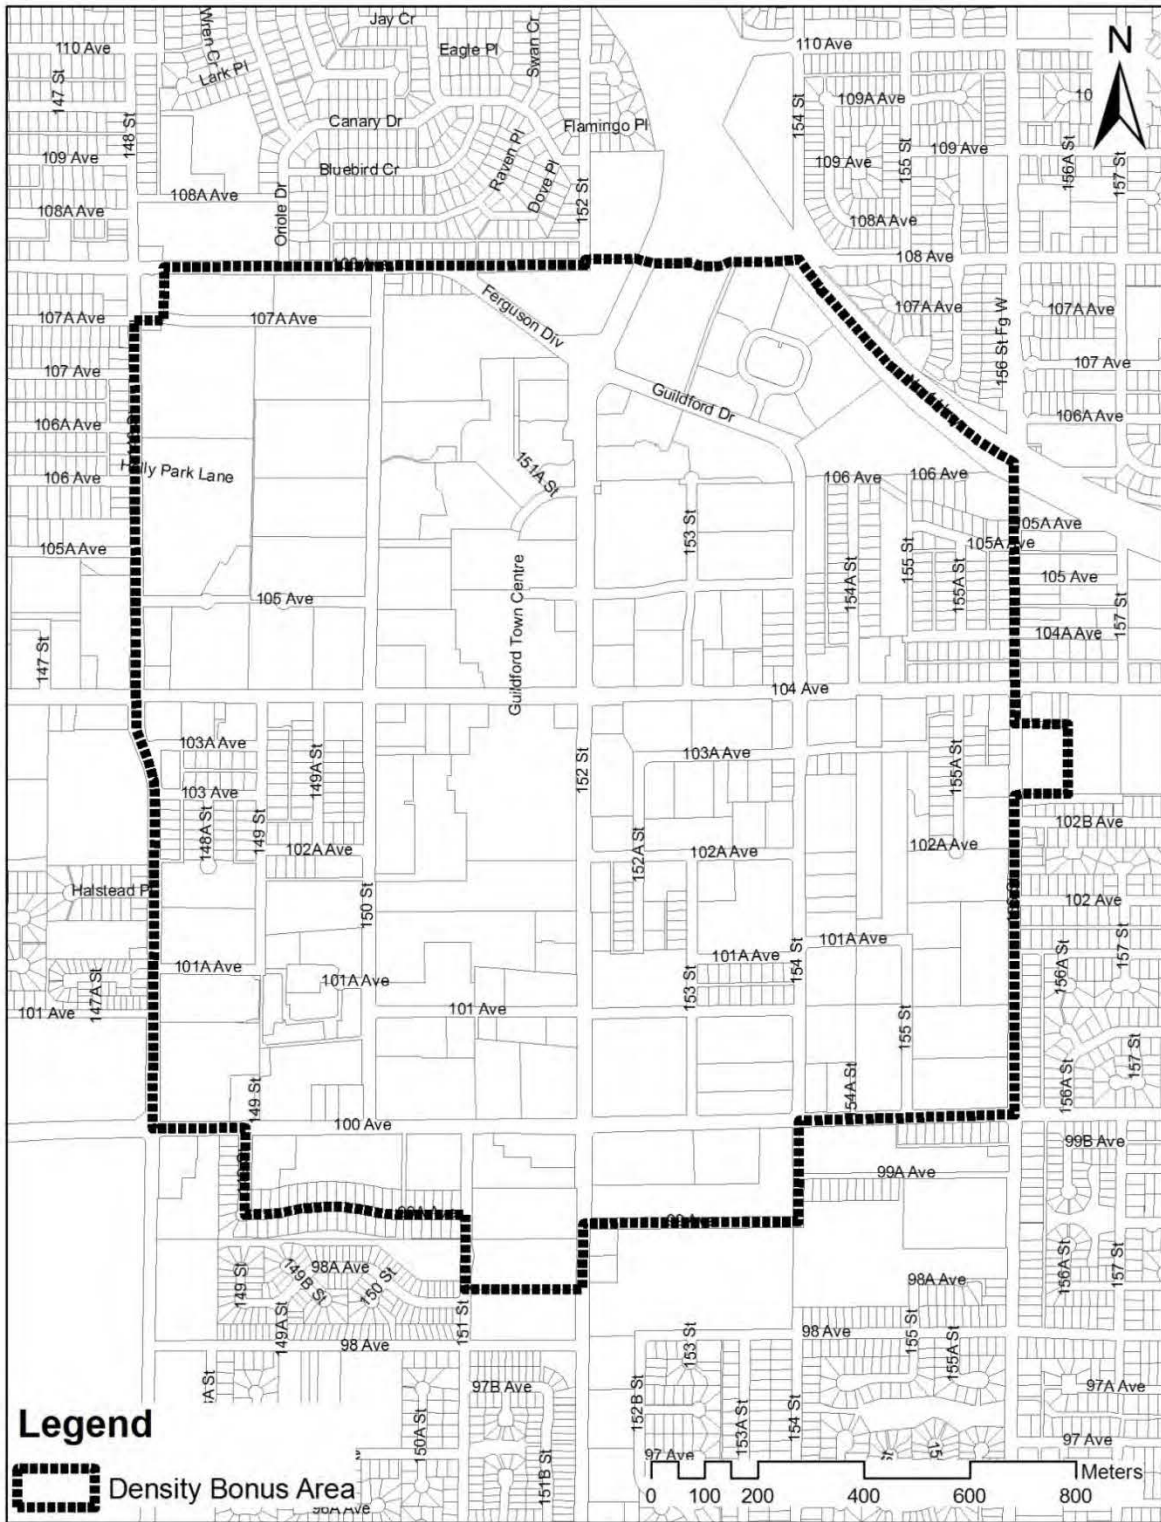 Jay Cr
Wren Cr
Eagle Pl
Swan Cr
110 Ave
110 Ave
N
Lark Pl
147 St
148 St
109A Ave
10
154 St
Canary Dr
Flamingo Pl
109 Ave
Raven Pl
109 Ave
109 Ave
155 St
156A St
157 St
Bluebird Cr
Dove Pl
152 St
108A Ave
108A Ave
Oriole Dr
108A Ave
108 Ave
Ferguson Div
107A Ave
107A Ave
107A Ave
107A Ave
156 St Fg W
107 Ave
107 Ave
Guildford Dr
106A Ave
106A Ave
Holly Park Lane
106 Ave
151A St
106 Ave
106 Ave
105A Ave
153 St
105A Ave
105A Ave
155 St
154A St
155A St
105 Ave
105 Ave
157 St
Guildford Town Centre
104A Ave
147 St
104 Ave
103A Ave
149A St
103A Ave
155A St
152 St
103 Ave
148A St
149 St
102A Ave
152A St
102A Ave
102A Ave
102B Ave
Halstead P
150 St
102 Ave
101A Ave
101A Ave
101A Ave
101A Ave
147A St
153 St
154 St
156A St
157 St
101 Ave
101 Ave
155 St
157 St
149 St
54A St
156A St
100 Ave
99B Ave
99A Ave
98A Ave
149 St
149B St
150 St
98A Ave
156A St
157 St
149A St
151 St
98 Ave
98 Ave
153 St
155 St
155A St
A St
97B Ave
97A Ave
150A St
151B St
152B St
153A St
154 St
97 Ave
97 Ave
15
Legend
Density Bonus Area
Meters
0 100 200 400 600 800